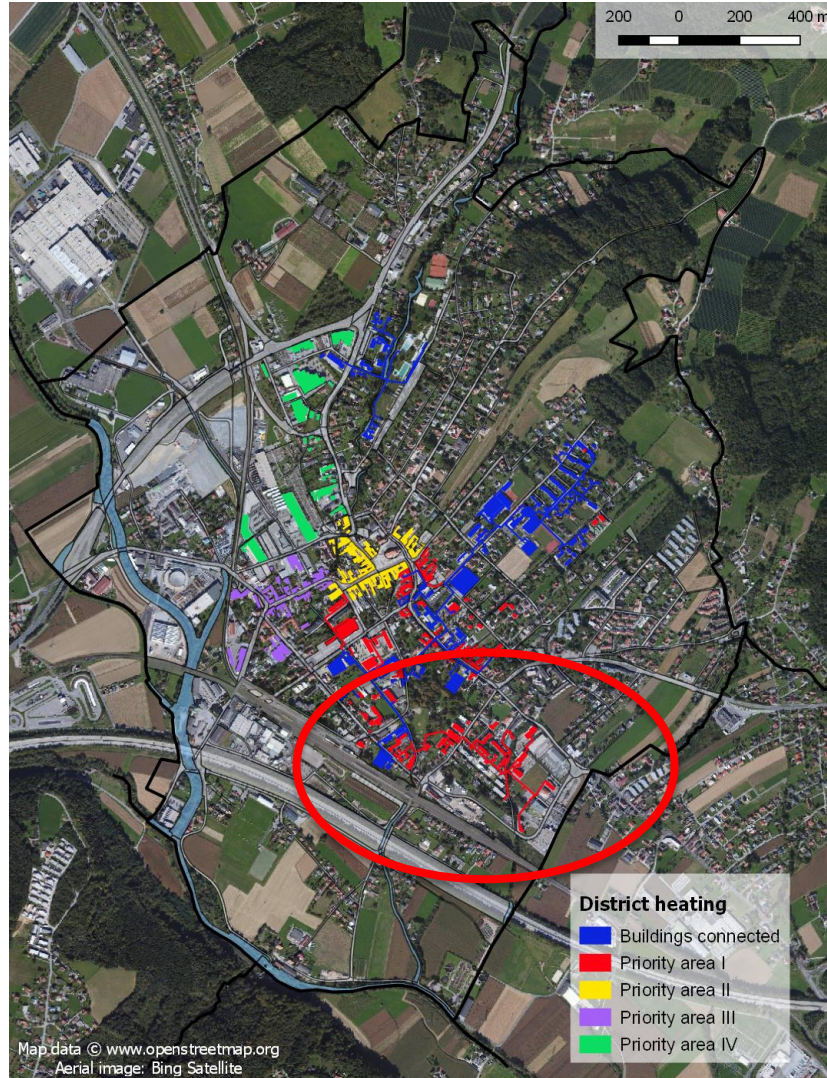 200 0 200 400 m
District heating
Buildings connected
Priority area I
Priority area II
Priority area III
Priority area IV
Map data © www.openstreetmap.org
Aerial image: Bing Satellite